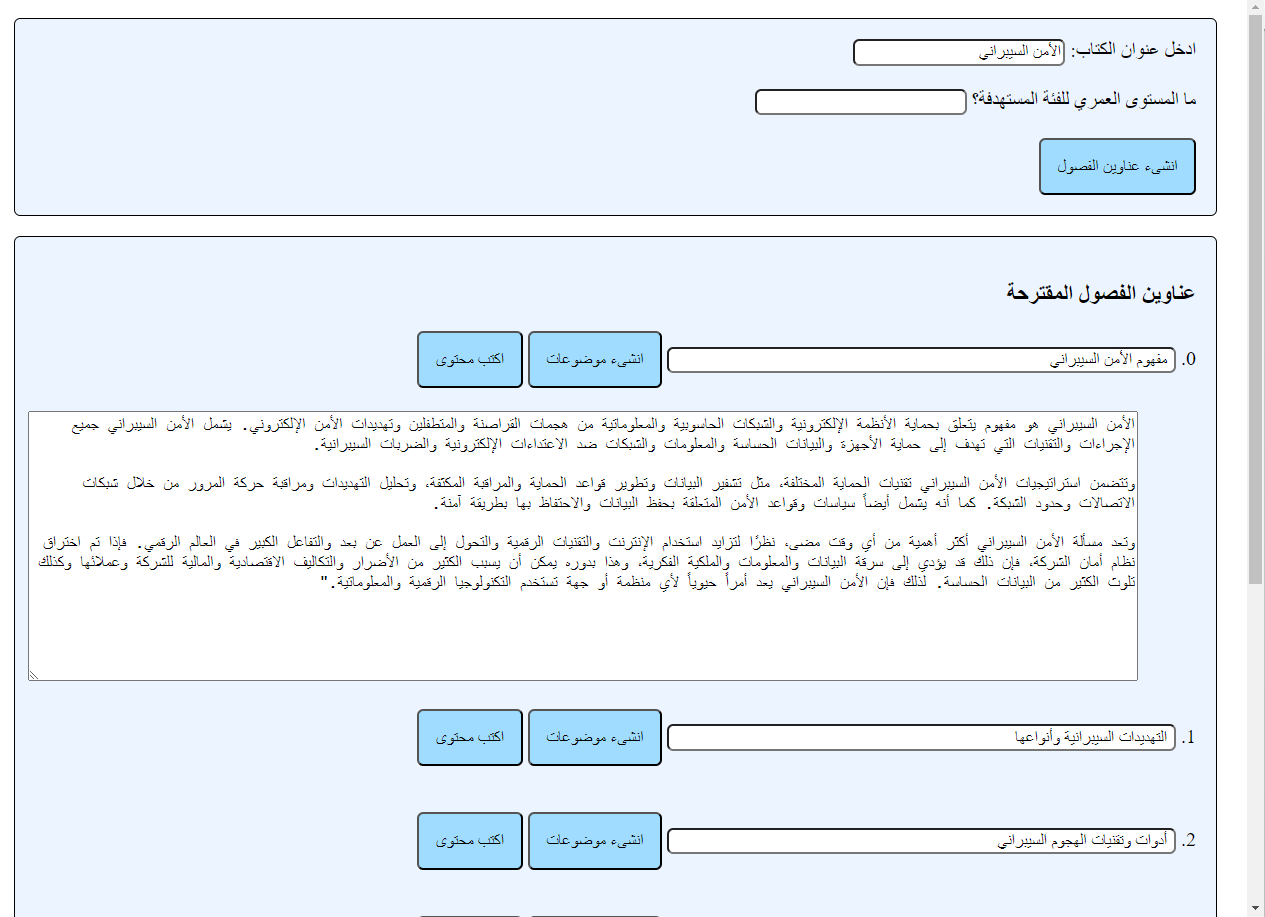 ادخل عنوان الكتاب: الأمن السيبراني
ما المستوى العمري للفئة المستهدفة؟
انشىء عناوين الفصول
عناوين الفصول المقترحة
0. مفهوم الأمن السيبراني انشىء موضوعات اكتب محتوى
الأمن السيبراني هو مفهوم يتعلق بحماية الأنظمة الإلكترونية والشبكات الحاسوبية والمعلوماتية من هجمات القراصنة والمتطفلين وتهديدات الأمن الإلكتروني. يشمل الأمن السيبراني جميع
الإجراءات والتقنيات التي تهدف إلى حماية الأجهزة والبيانات الحساسة والمعلومات والشبكات ضد الاعتداءات الإلكترونية والضربات السيبرانية.
وتتضمن استراتيجيات الأمن السيبراني تقنيات الحماية المختلفة، مثل تشفير البيانات وتطوير قواعد الحماية والمراقبة المكثفة، وتحليل التهديدات ومراقبة حركة المرور من خلال شبكات
الاتصالات وحدود الشبكة. كما أنه يشمل أيضاً سياسات وقواعد الأمن المتعلقة بحفظ البيانات والاحتفاظ بها بطريقة آمنة.
وتعد مسألة الأمن السيبراني أكثر أهمية من أي وقت مضى، نظرًا لتزايد استخدام الإنترنت والتقنيات الرقمية والتحول إلى العمل عن بعد والتفاعل الكبير في العالم الرقمي. فإذا تم اختراق
نظام أمان الشركة، فإن ذلك قد يؤدي إلى سرقة البيانات والمعلومات والملكية الفكرية، وهذا بدوره يمكن أن يسبب الكثير من الأضرار والتكاليف الاقتصادية والمالية للشركة وعملائها وكذلك
تلوث الكثير من البيانات الحساسة. لذلك فإن الأمن السيبراني يعد أمراً حيوياً لأي منظمة أو جهة تستخدم التكنولوجيا الرقمية والمعلوماتية."
1. التهديدات السيبرانية وأنواعها انشىء موضوعات اكتب محتوى
2. أدوات وتقنيات الهجوم السيبراني انشىء موضوعات اكتب محتوى